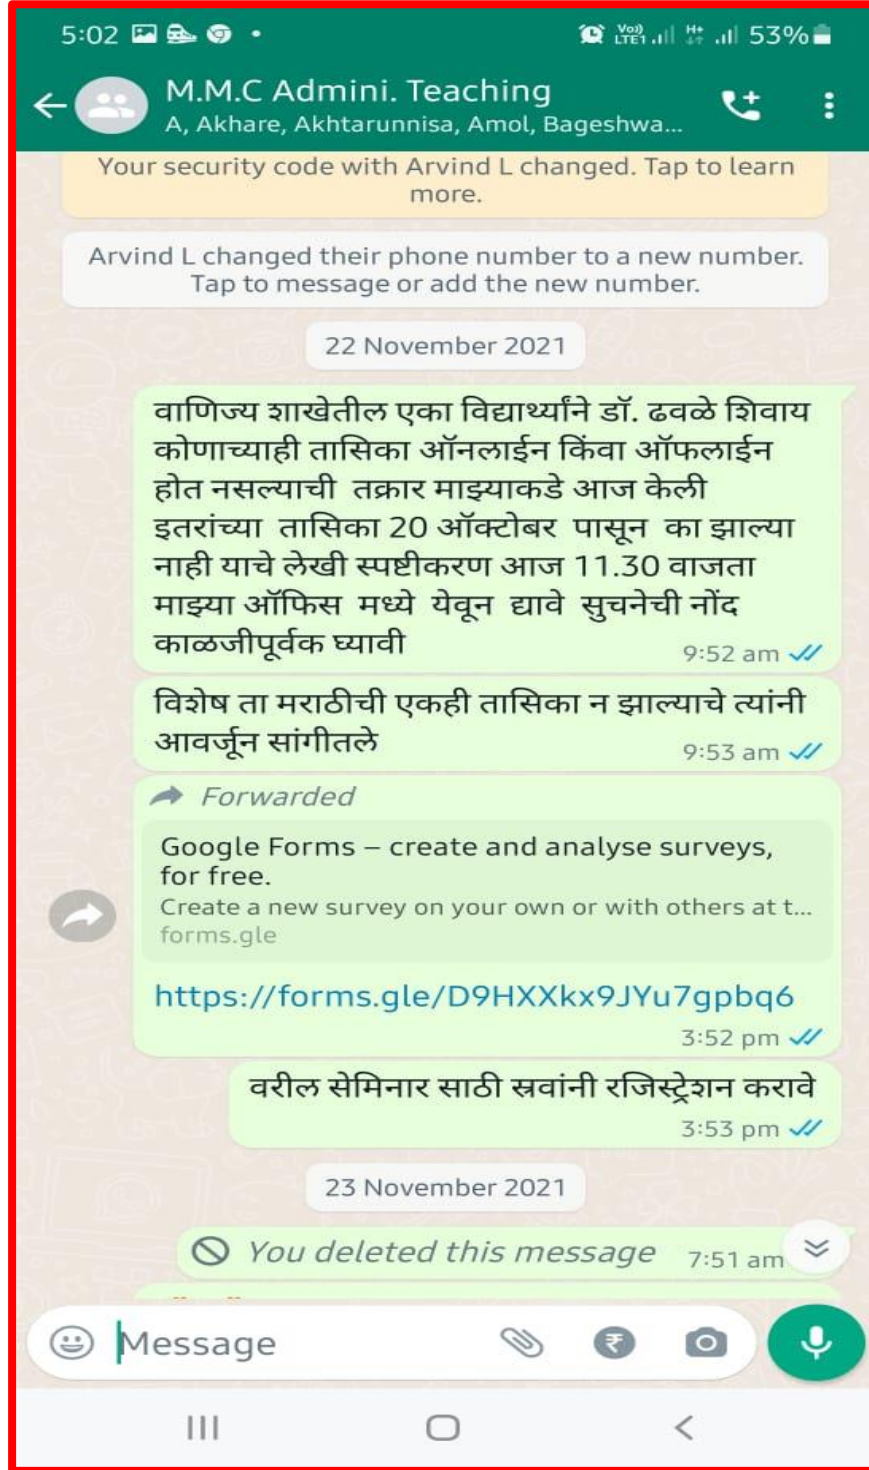 5:02
Vo)) LTE1 H+ 53%
M.M.C Admini. Teaching
A, Akhare, Akhtarunnisa, Amol, Bageshwa...
Your security code with Arvind L changed. Tap to learn
more.
Arvind L changed their phone number to a new number.
Tap to message or add the new number.
22 November 2021
वाणिज्य शाखेतील एका विद्यार्थ्यांने डॉ. ढवळे शिवाय
कोणाच्याही तासिका ऑनलाईन किंवा ऑफलाईन
होत नसल्याची तक्रार माझ्याकडे आज केली
इतरांच्या तासिका 20 ऑक्टोबर पासून का झाल्या
नाही याचे लेखी स्पष्टीकरण आज 11.30 वाजता
माझ्या ऑफिस मध्ये येवून द्यावे सुचनेची नोंद
काळजीपूर्वक घ्यावी
9:52 am
विशेष ता मराठीची एकही तासिका न झाल्याचे त्यांनी
आवर्जून सांगीतले
9:53 am
Forwarded
Google Forms – create and analyse surveys,
for free.
Create a new survey on your own or with others at t...
forms.gle
https://forms.gle/D9HXXkx9JYu7gpbq6
3:52 pm
वरील सेमिनार साठी स्रवांनी रजिस्ट्रेशन करावे
3:53 pm
23 November 2021
You deleted this message 7:51 am
Message